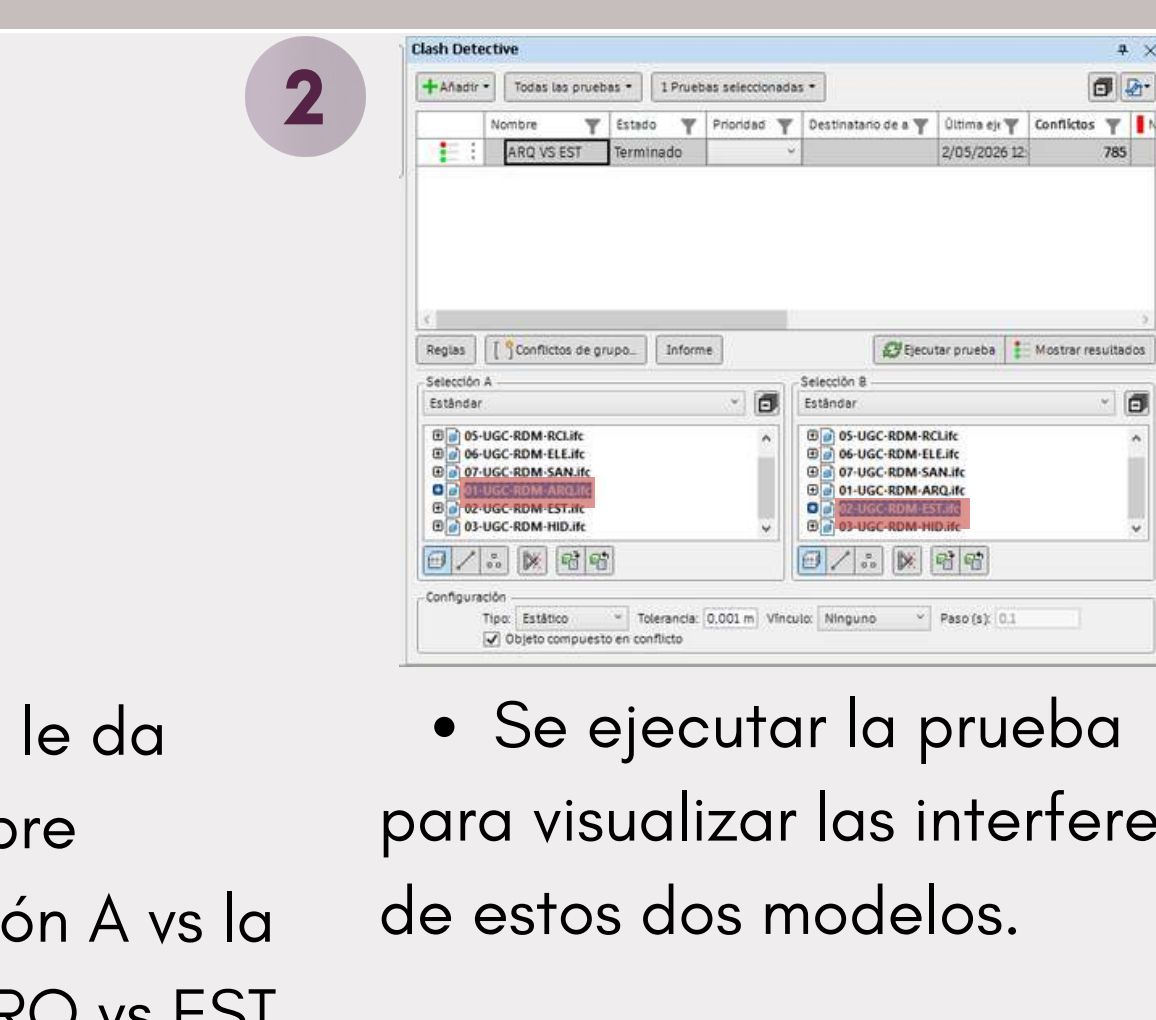 2
Clash Detective
Añadir Todas las pruebas 1 Pruebas seleccionadas
Nombre Estado Prioridad Destinatario de a Última eje Conflictos N
ARQ VS EST Terminado 2/05/2026 12: 785
Reglas Conflictos de grupo... Informe Ejecutar prueba Mostrar resultados
Selección A
Estándar
05-UGC-RDM-RCI.ifc
06-UGC-RDM-ELE.ifc
07-UGC-RDM-SAN.ifc
01-UGC-RDM-ARQ.ifc
02-UGC-RDM-EST.ifc
03-UGC-RDM-HID.ifc
Selección B
Estándar
05-UGC-RDM-RCI.ifc
06-UGC-RDM-ELE.ifc
07-UGC-RDM-SAN.ifc
01-UGC-RDM-ARQ.ifc
02-UGC-RDM-EST.ifc
03-UGC-RDM-HID.ifc
Configuración
Tipo: Estático Tolerancia: 0,001 m Vínculo: Ninguno Paso (s): 0,1
Objeto compuesto en conflicto
le da
bre
ón A vs la
RQ vs EST
• Se ejecutar la prueba
para visualizar las interfere
de estos dos modelos.